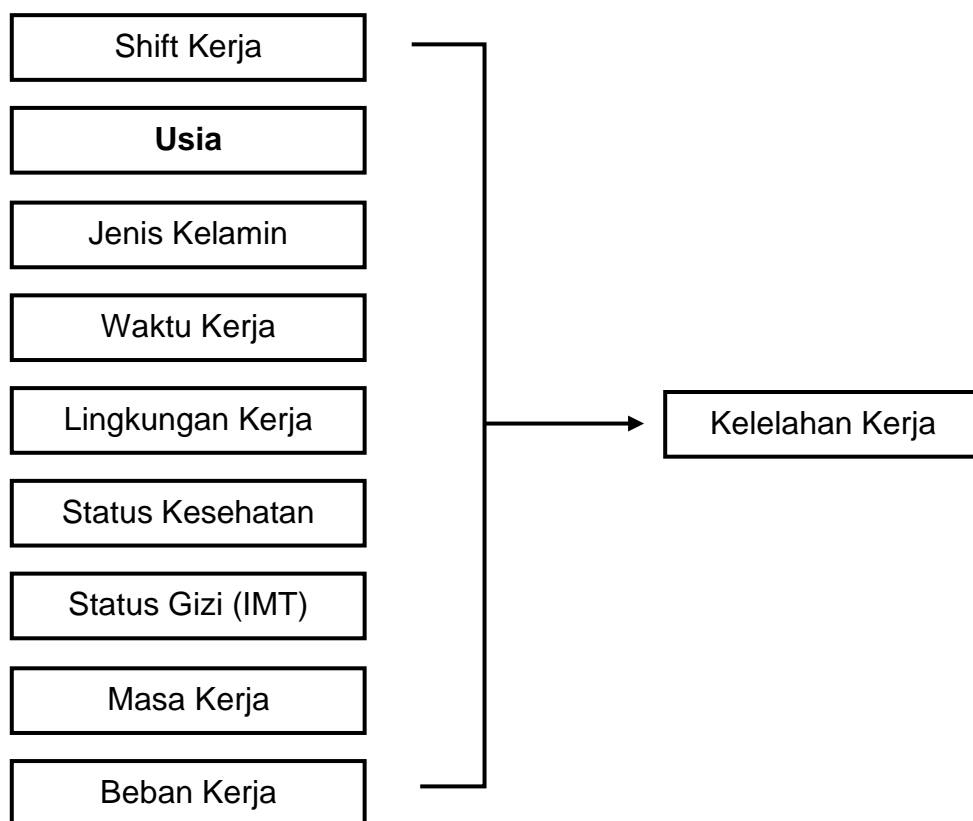 Shift Kerja
Usia
Jenis Kelamin
Waktu Kerja
Lingkungan Kerja
Kelelahan Kerja
Status Kesehatan
Status Gizi (IMT)
Masa Kerja
Beban Kerja